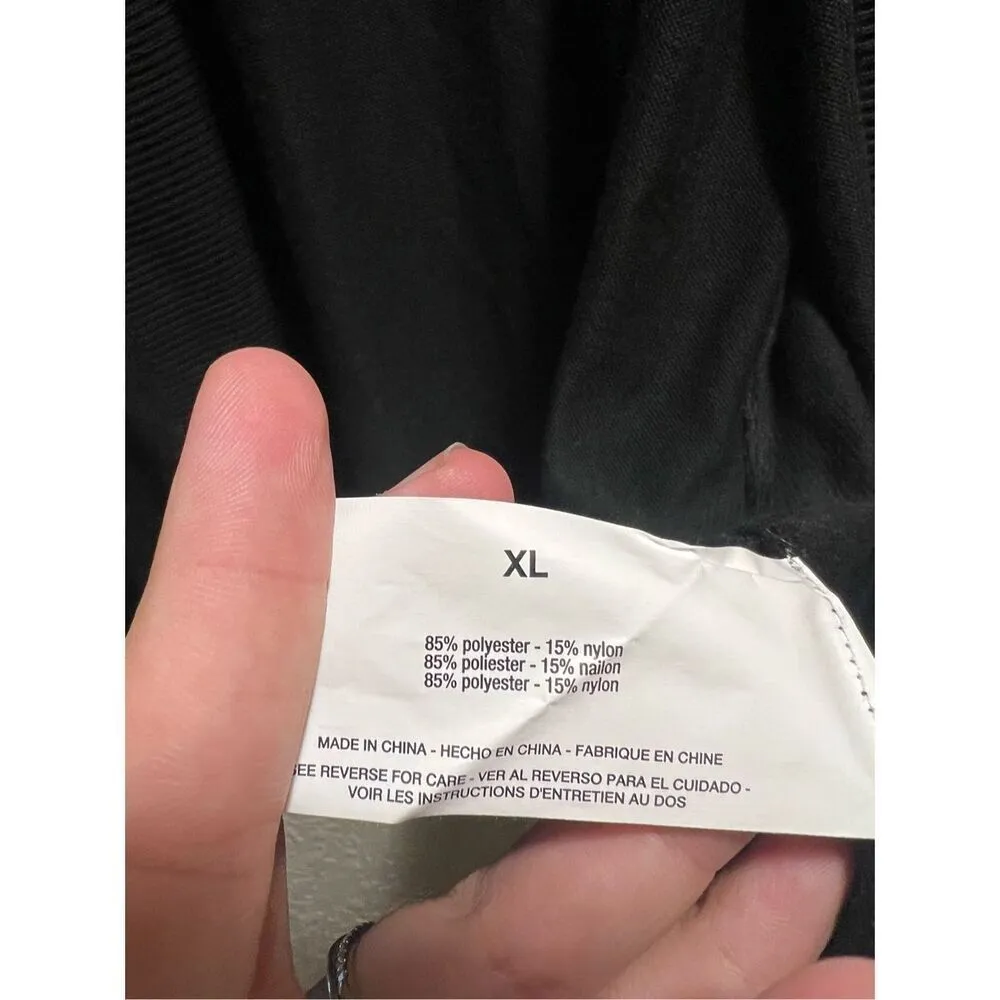 XL
85% polyester - 15% nylon
85% poliester - 15% nailon
85% polyester - 15% nylon
MADE IN CHINA - HECHO EN CHINA - FABRIQUE EN CHINE
SEE REVERSE FOR CARE - VER AL REVERSO PARA EL CUIDADO -
VOIR LES INSTRUCTIONS D'ENTRETIEN AU DOS